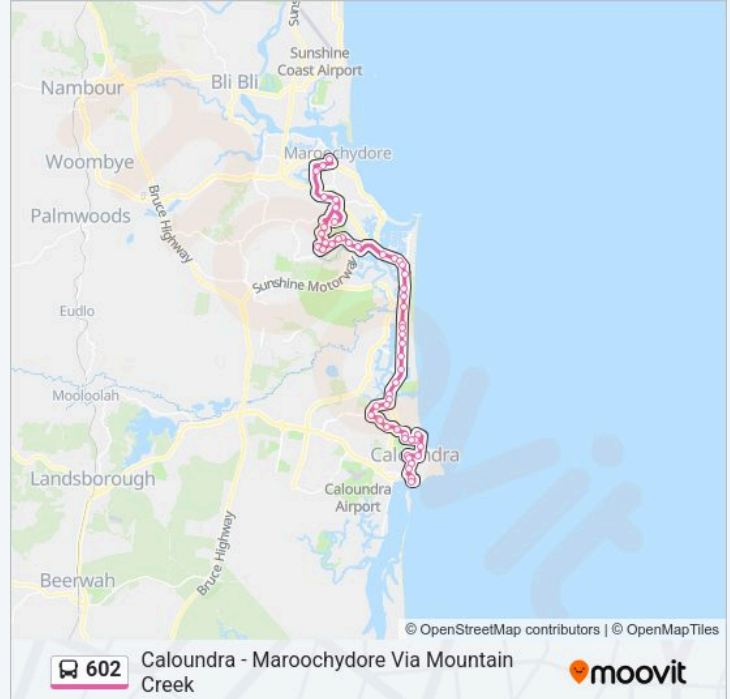 Sunshine
Coast Airport
Nambour
Bli Bli
Woombye
Maroochydore
Palmwoods
Bruce Highway
Sunshine Motorway
Eudlo
Mooloolah
Landsborough
Caloundra
Caloundra
Airport
Bruce Highway
Beerwah
© OpenStreetMap contributors | © OpenMapTiles
602
Caloundra - Maroochydore Via Mountain
Creek
moovit